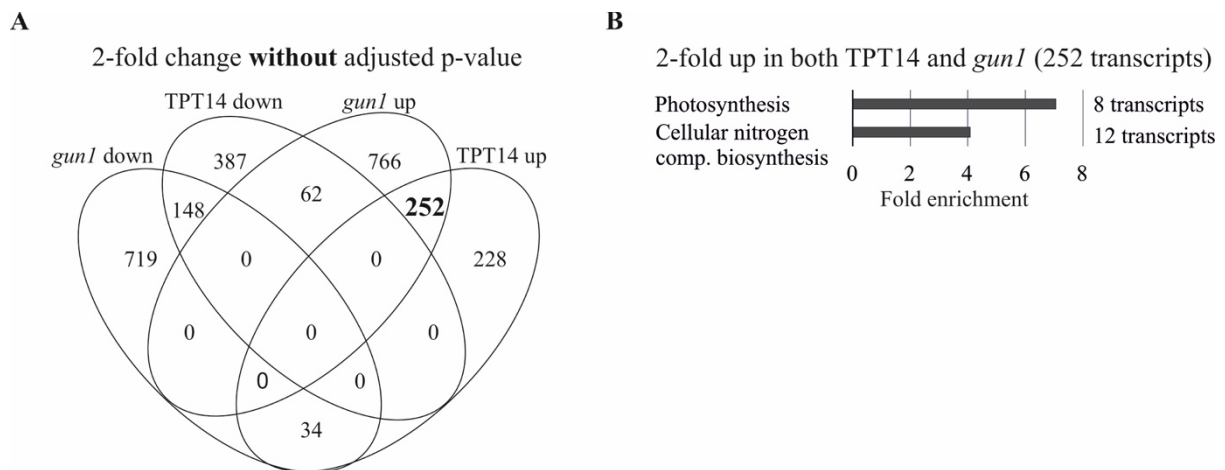 A
2-fold change without adjusted p-value
TPT14 down
gun1 up
gun1 down
387
766
TPT14 up
62
148
252
719
0
0
228
0
0
0
0
0
34
B
2-fold up in both TPT14 and gun1 (252 transcripts)
Photosynthesis
8 transcripts
Cellular nitrogen
comp. biosynthesis
12 transcripts
0 2 4 6 8
Fold enrichment